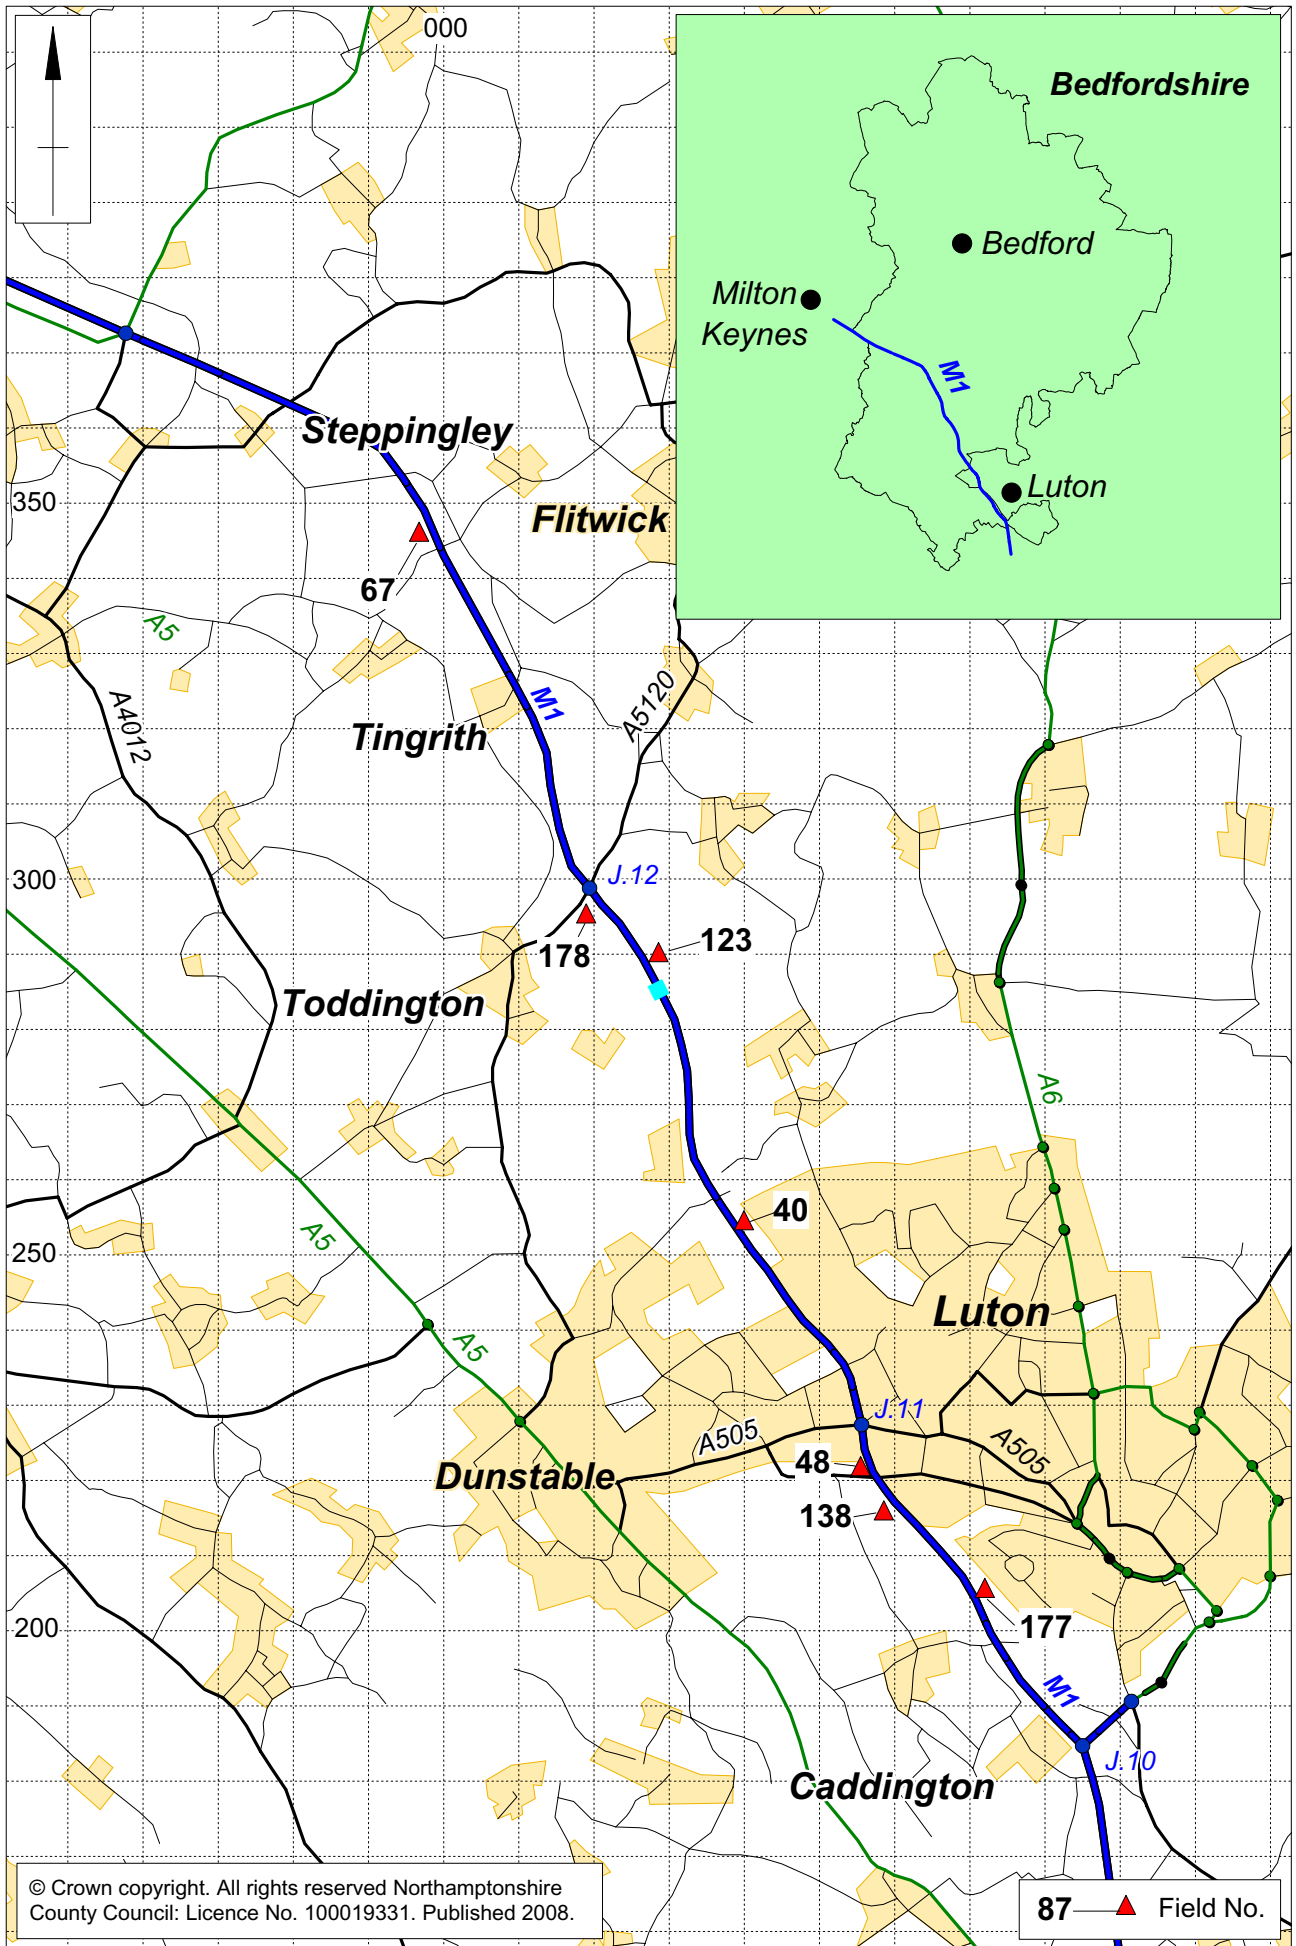 000
Bedfordshire
Bedford
Milton
Keynes
M1
Luton
Steppingley
350
Flitwick
67
A5
A4012
M1
A5120
Tingrith
300
J.12
178
123
Toddington
A6
40
A5
250
Luton
A5
J.11
A505
A505
48
Dunstable
138
200
177
M1
J.10
Caddington
© Crown copyright. All rights reserved Northamptonshire
County Council: Licence No. 100019331. Published 2008.
87 Field No.